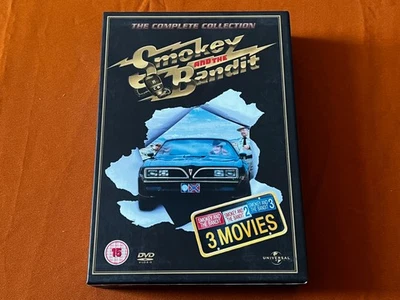 THE COMPLETE COLLECTION
Smokey
AND THE
Bandit
SMOKEY AND THE BANDIT
SMOKEY AND THE BANDIT 2
SMOKEY AND THE BANDIT 3
3 MOVIES
15
DVD
VIDEO
UNIVERSAL